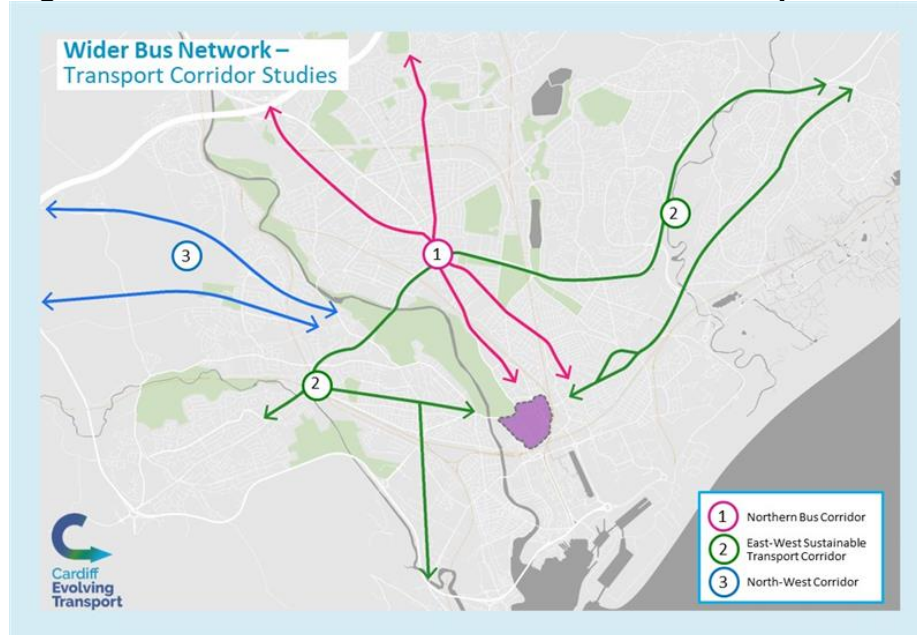 Wider Bus Network –
Transport Corridor Studies
1
2
3
2
1 Northern Bus Corridor
2 East-West Sustainable
Transport Corridor
3 North-West Corridor
Cardiff
Evolving
Transport